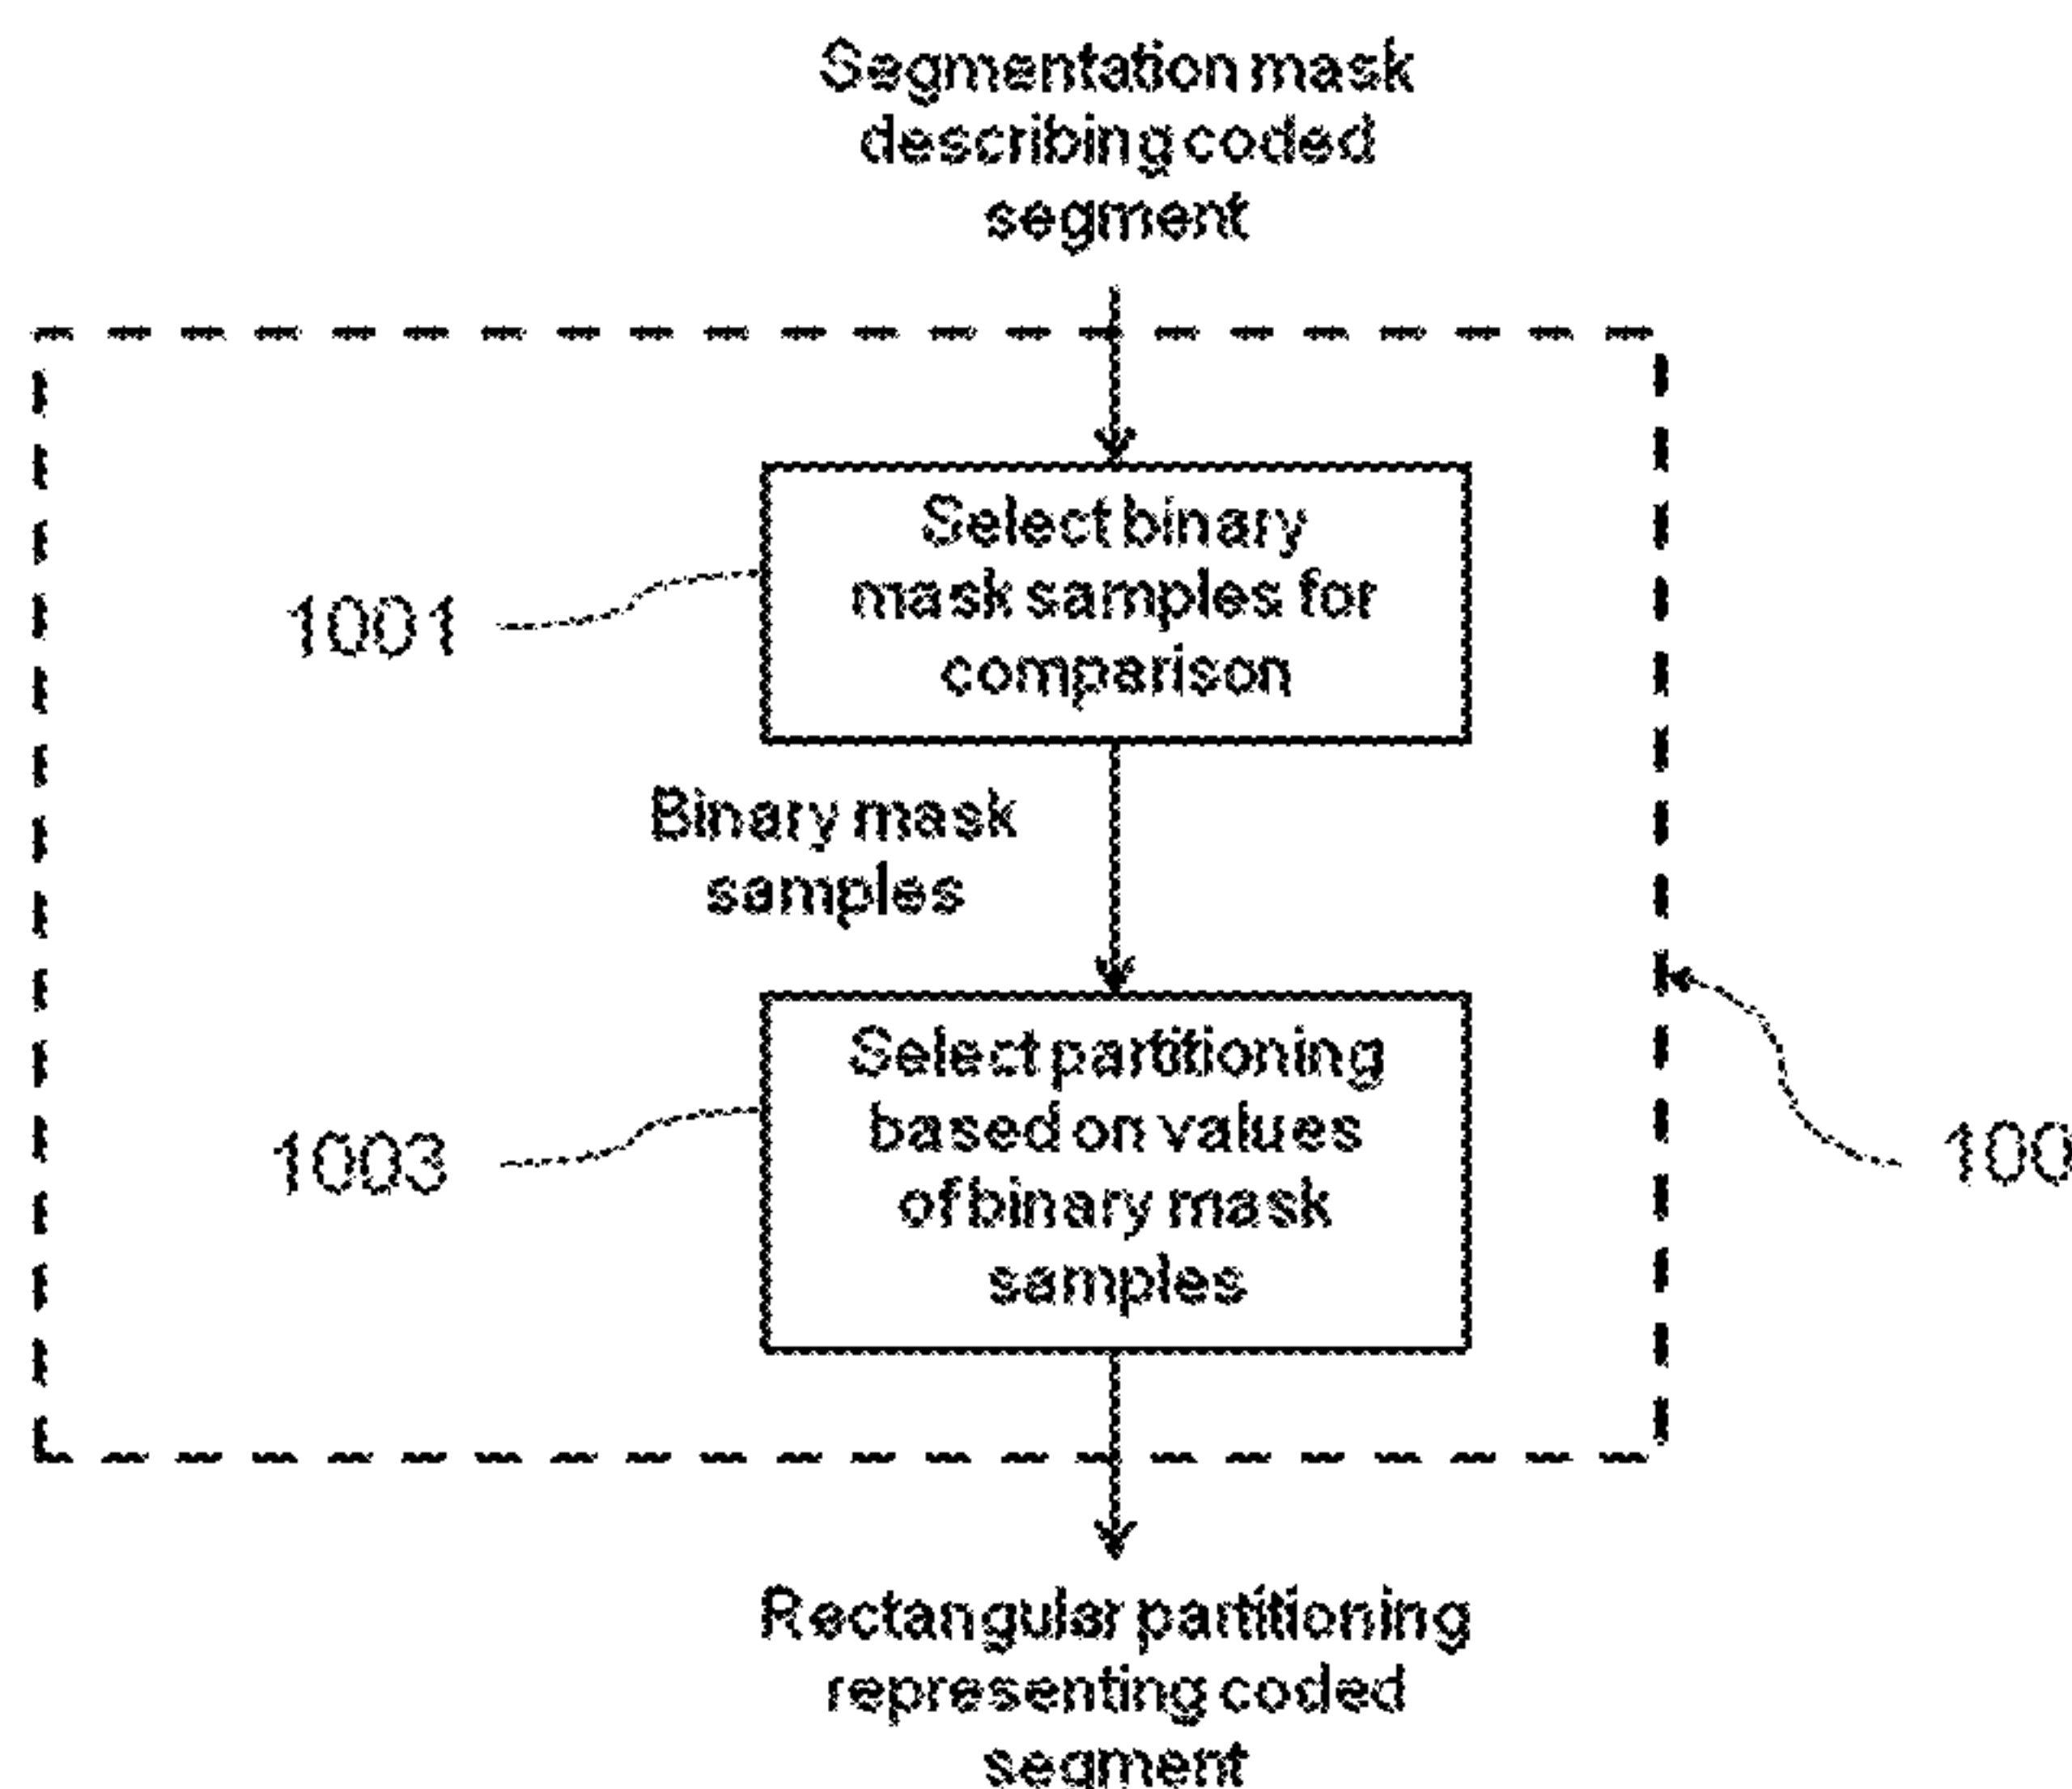 Segmentation mask
describing coded
segment
Select binary
mask samples for
comparison
1001
Binary mask
samples
Select partitioning
based on values
of binary mask
samples
1003
100
Rectangular partitioning
representing coded
segment